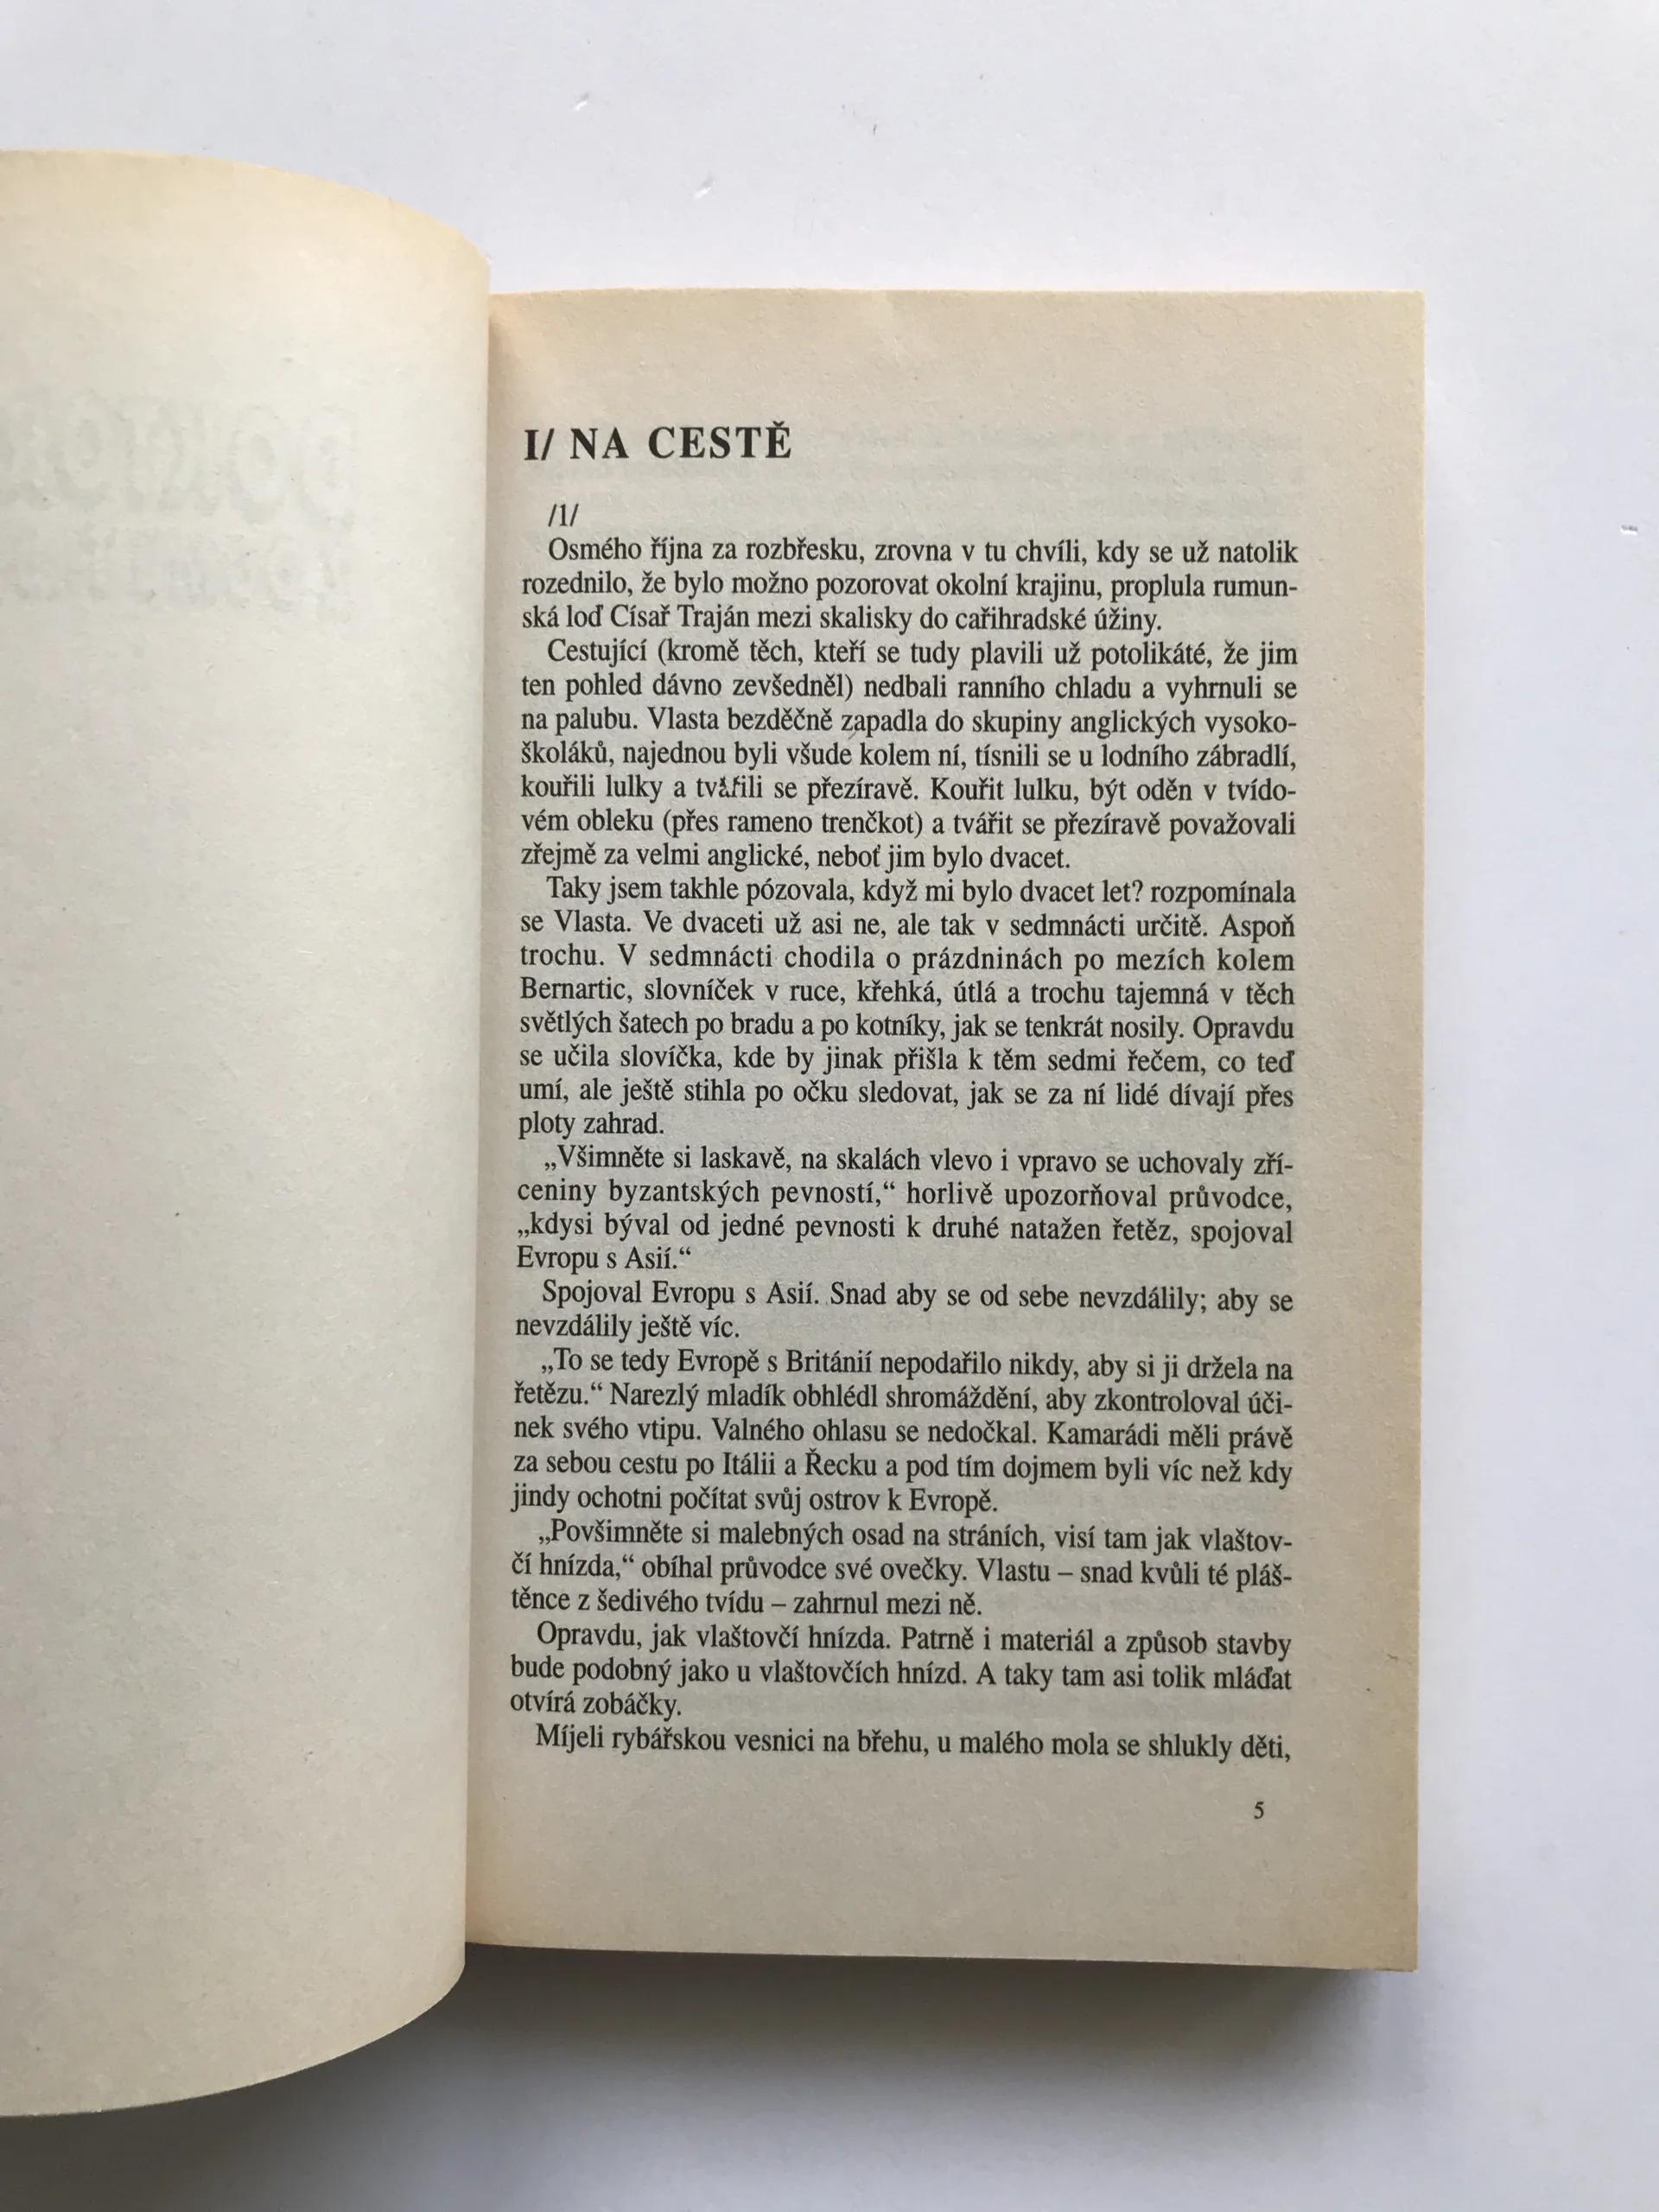 I/ NA CESTĚ
/1/
Osmého října za rozbřesku, zrovna v tu chvíli, kdy se už natolik
rozednilo, že bylo možno pozorovat okolní krajinu, proplula rumun-
ská loď Císař Traján mezi skalisky do cařihradské úžiny.
Cestující (kromě těch, kteří se tudy plavili už potolikáté, že jim
ten pohled dávno zevšedněl) nedbali ranního chladu a vyhrnuli se
na palubu. Vlasta bezděčně zapadla do skupiny anglických vysoko-
školáků, najednou byli všude kolem ní, tísnili se u lodního zábradlí,
kouřili lulky a tvářili se přezíravě. Kouřit lulku, být oděn v tvído-
vém obleku (přes rameno trenčkot) a tvářit se přezíravě považovali
zřejmě za velmi anglické, neboť jim bylo dvacet.
Taky jsem takhle pózovala, když mi bylo dvacet let? rozpomínala
se Vlasta. Ve dvaceti už asi ne, ale tak v sedmnácti určitě. Aspoň
trochu. V sedmnácti chodila o prázdninách po mezích kolem
Bernartic, slovníček v ruce, křehká, útlá a trochu tajemná v těch
světlých šatech po bradu a po kotníky, jak se tenkrát nosily. Opravdu
se učila slovíčka, kde by jinak přišla k těm sedmi řečem, co teď
umí, ale ještě stihla po očku sledovat, jak se za ní lidé dívají přes
ploty zahrad.
„Všimněte si laskavě, na skalách vlevo i vpravo se uchovaly zří-
ceniny byzantských pevností,“ horlivě upozorňoval průvodce,
„kdysi býval od jedné pevnosti k druhé natažen řetěz, spojoval
Evropu s Asií.“
Spojoval Evropu s Asií. Snad aby se od sebe nevzdálily; aby se
nevzdálily ještě víc.
„To se tedy Evropě s Británií nepodařilo nikdy, aby si ji držela na
řetězu.“ Narezlý mladík obhlédl shromáždění, aby zkontroloval úči-
nek svého vtipu. Valného ohlasu se nedočkal. Kamarádi měli právě
za sebou cestu po Itálii a Řecku a pod tím dojmem byli víc než kdy
jindy ochotni počítat svůj ostrov k Evropě.
„Povšimněte si malebných osad na stráních, visí tam jak vlaštov-
čí hnízda,“ obíhal průvodce své ovečky. Vlastu – snad kvůli té pláš-
těnce z šedivého tvídu – zahrnul mezi ně.
Opravdu, jak vlaštovčí hnízda. Patrně i materiál a způsob stavby
bude podobný jako u vlaštovčích hnízd. A taky tam asi tolik mláďat
otvírá zobáčky.
Míjeli rybářskou vesnici na břehu, u malého mola se shlukly děti,
5